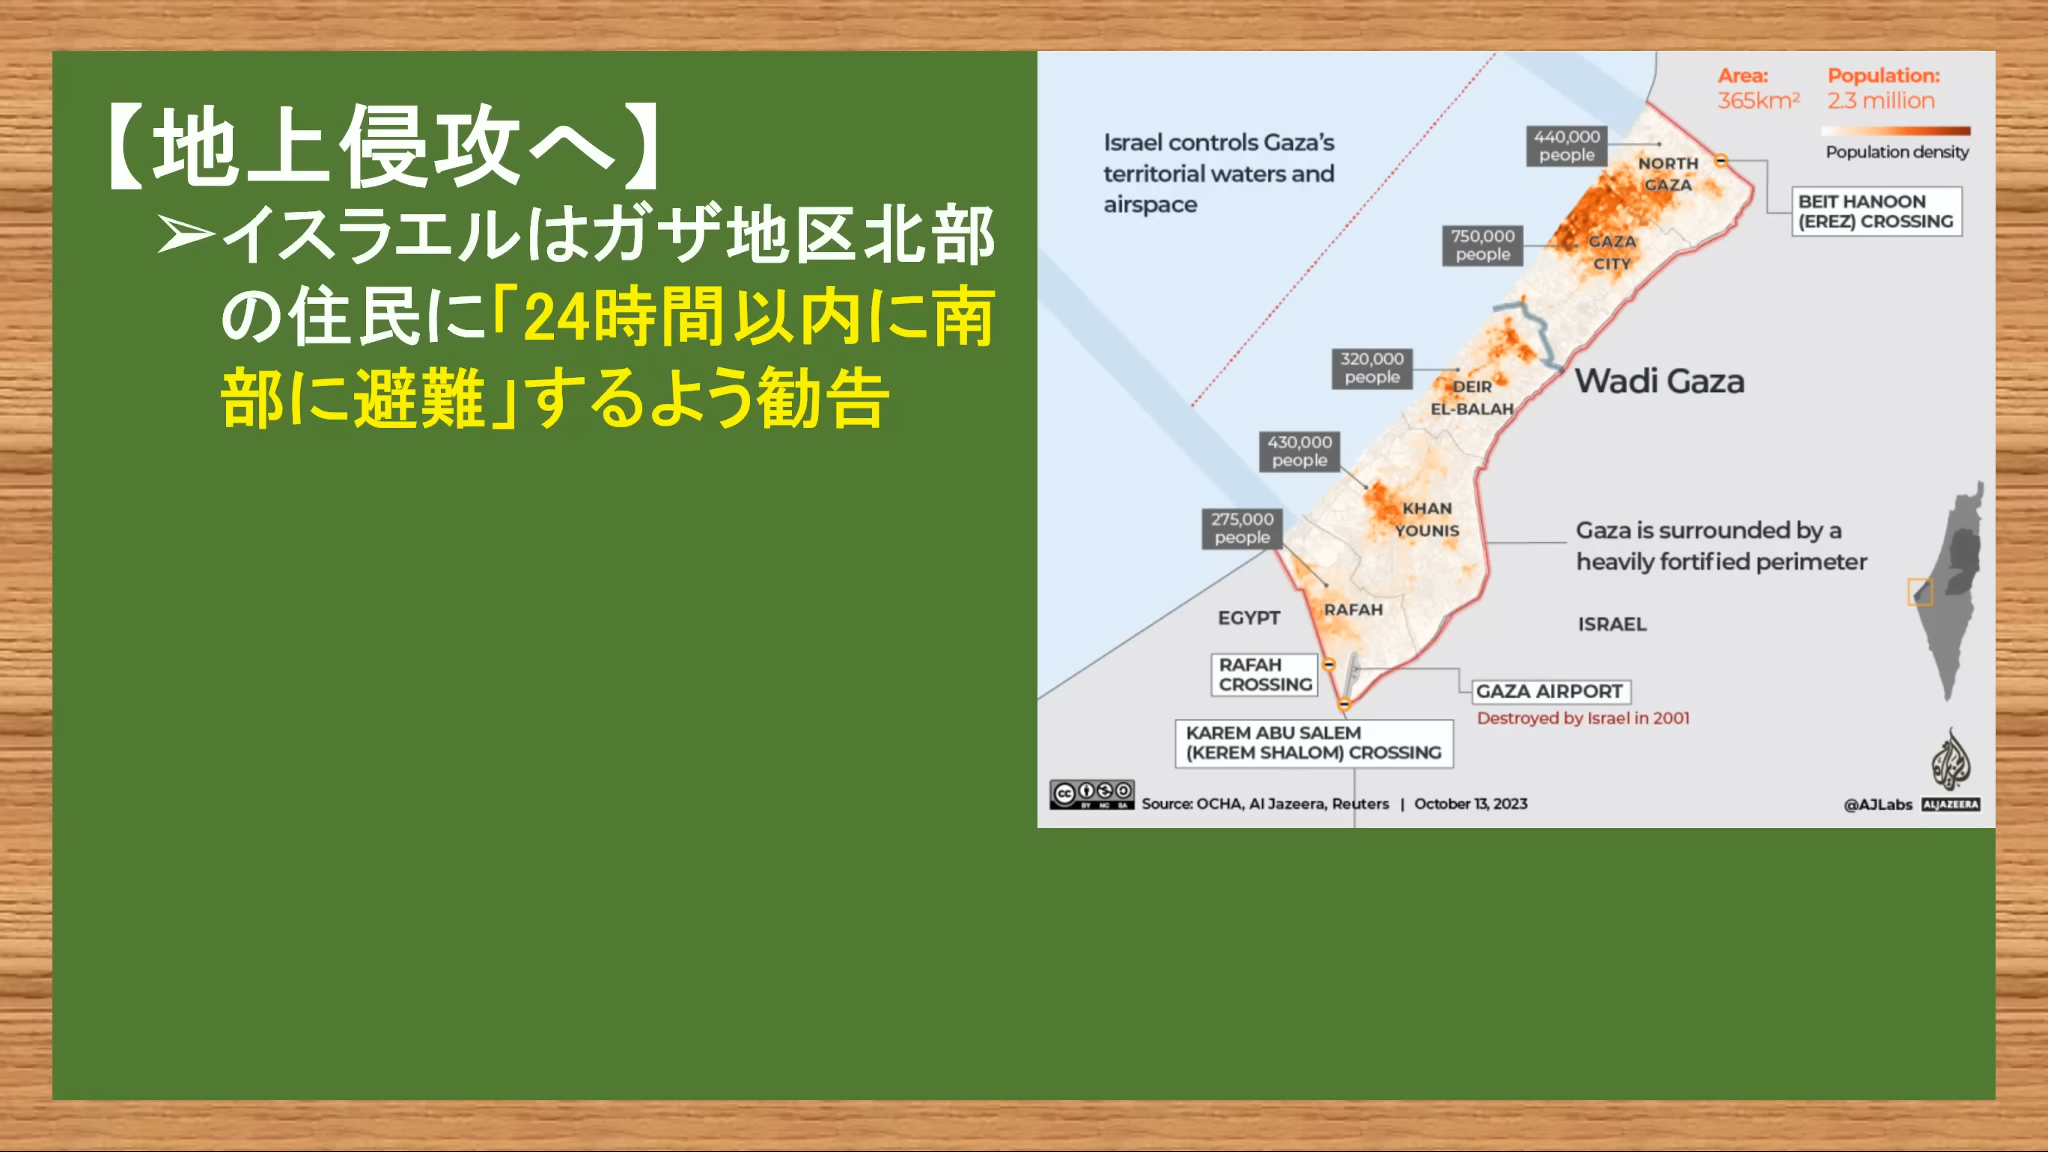 【地上侵攻へ】
➢イスラエルはガザ地区北部
の住民に「24時間以内に南
部に避難」するよう勧告
Area:
365km²
Population:
2.3 million
Population density
Israel controls Gaza's
territorial waters and
airspace
440,000
people
NORTH
GAZA
BEIT HANOON
(EREZ) CROSSING
750,000
people
GAZA
CITY
320,000
people
DEIR
EL-BALAH
Wadi Gaza
430,000
people
KHAN
YOUNIS
275,000
people
Gaza is surrounded by a
heavily fortified perimeter
RAFAH
EGYPT
ISRAEL
RAFAH
CROSSING
GAZA AIRPORT
Destroyed by Israel in 2001
KAREM ABU SALEM
(KEREM SHALOM) CROSSING
cc BY NC SA
Source: OCHA, Al Jazeera, Reuters | October 13, 2023
@AJLabs
ALJAZEERA